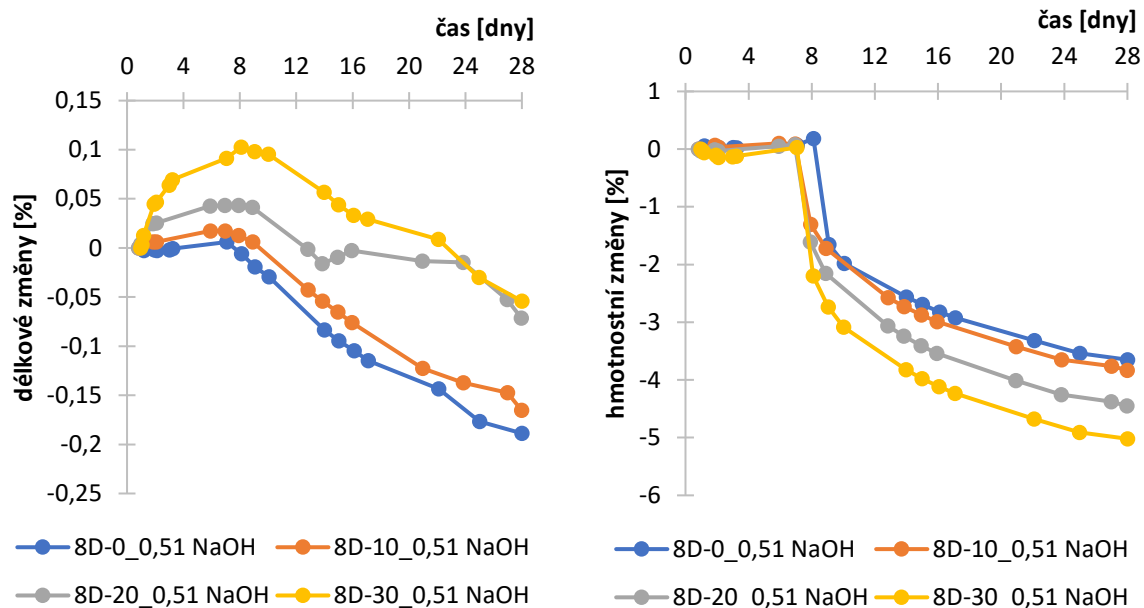 čas [dny]
0 4 8 12 16 20 24 28
0,15
0,1
0,05
0
-0,05
-0,1
-0,15
-0,2
-0,25
délkové změny [%]
8D-0_0,51 NaOH 8D-10_0,51 NaOH
8D-20_0,51 NaOH 8D-30_0,51 NaOH
čas [dny]
0 4 8 12 16 20 24 28
1
0
-1
-2
-3
-4
-5
-6
hmotnostní změny [%]
8D-0_0,51 NaOH 8D-10_0,51 NaOH
8D-20 0,51 NaOH 8D-30 0,51 NaOH